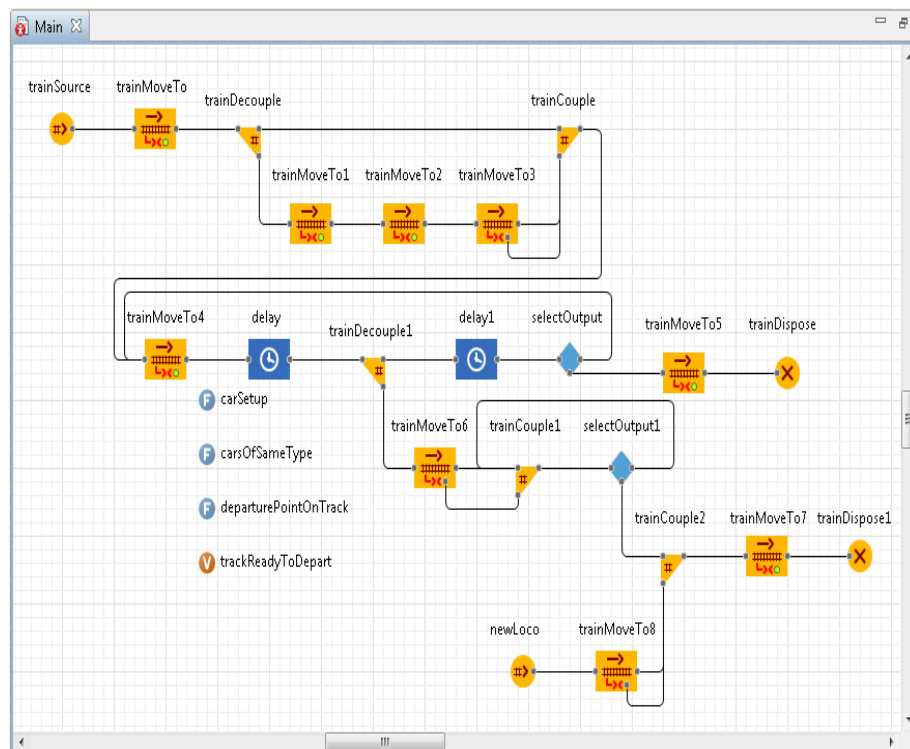 Main
trainSource
trainMoveTo
trainDecouple
trainCouple
trainMoveTo1
trainMoveTo2
trainMoveTo3
trainMoveTo4
delay
trainDecouple1
delay1
selectOutput
trainMoveTo5
trainDispose
F carSetup
trainMoveTo6
trainCouple1
selectOutput1
F carsOfSameType
F departurePointOnTrack
trainCouple2
trainMoveTo7
trainDispose1
V trackReadyToDepart
newLoco
trainMoveTo8